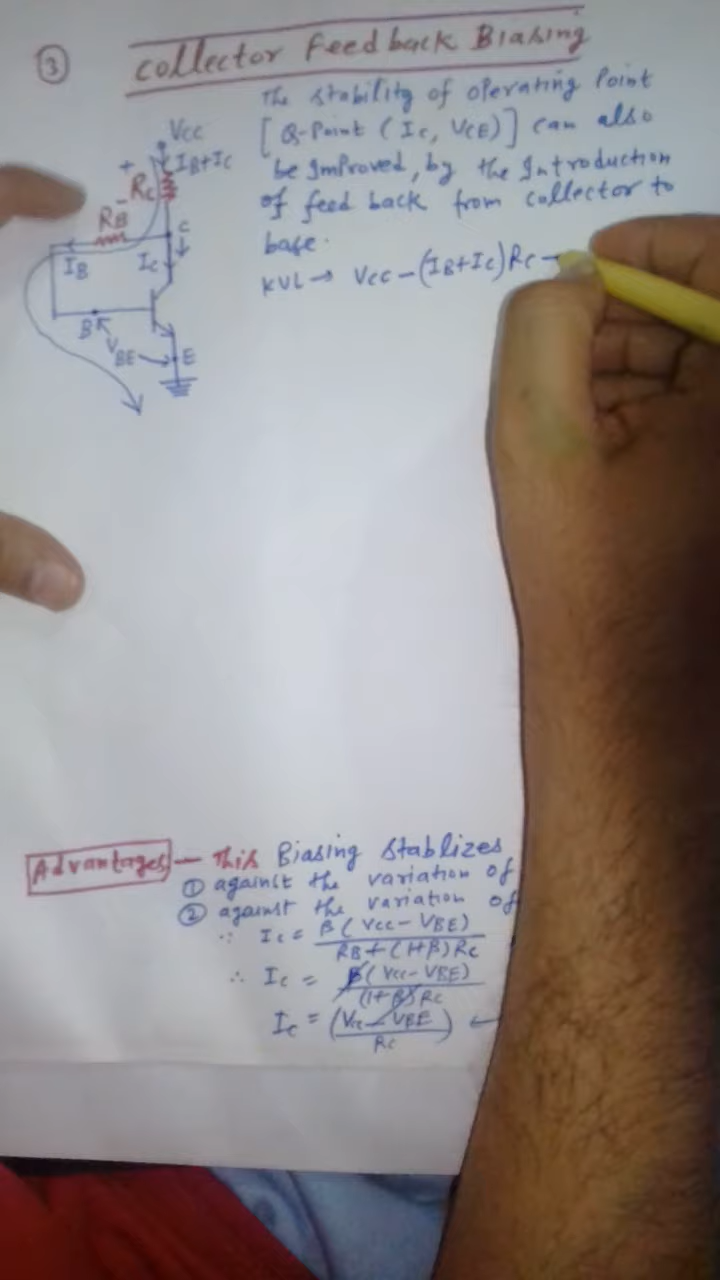 ③ Collector Feedback Biasing
The stability of operating Point
[Q-Point (Ic, VCE)] can also
be Improved, by the Introduction
of feed back from collector to
base.
KVL → Vcc - (IB+Ic)Rc -
Vcc
+ IB+Ic
Rc
-
RB
C
IB Ic
B
VBE E
Advantages - This Biasing Stablizes
① against the variation of
② against the variation of
∵ Ic = β(Vcc-VBE) / RB+(1+β)Rc
∴ Ic = β(Vcc-VBE) / (1+β)Rc
Ic = (Vcc-VBE) / Rc ←